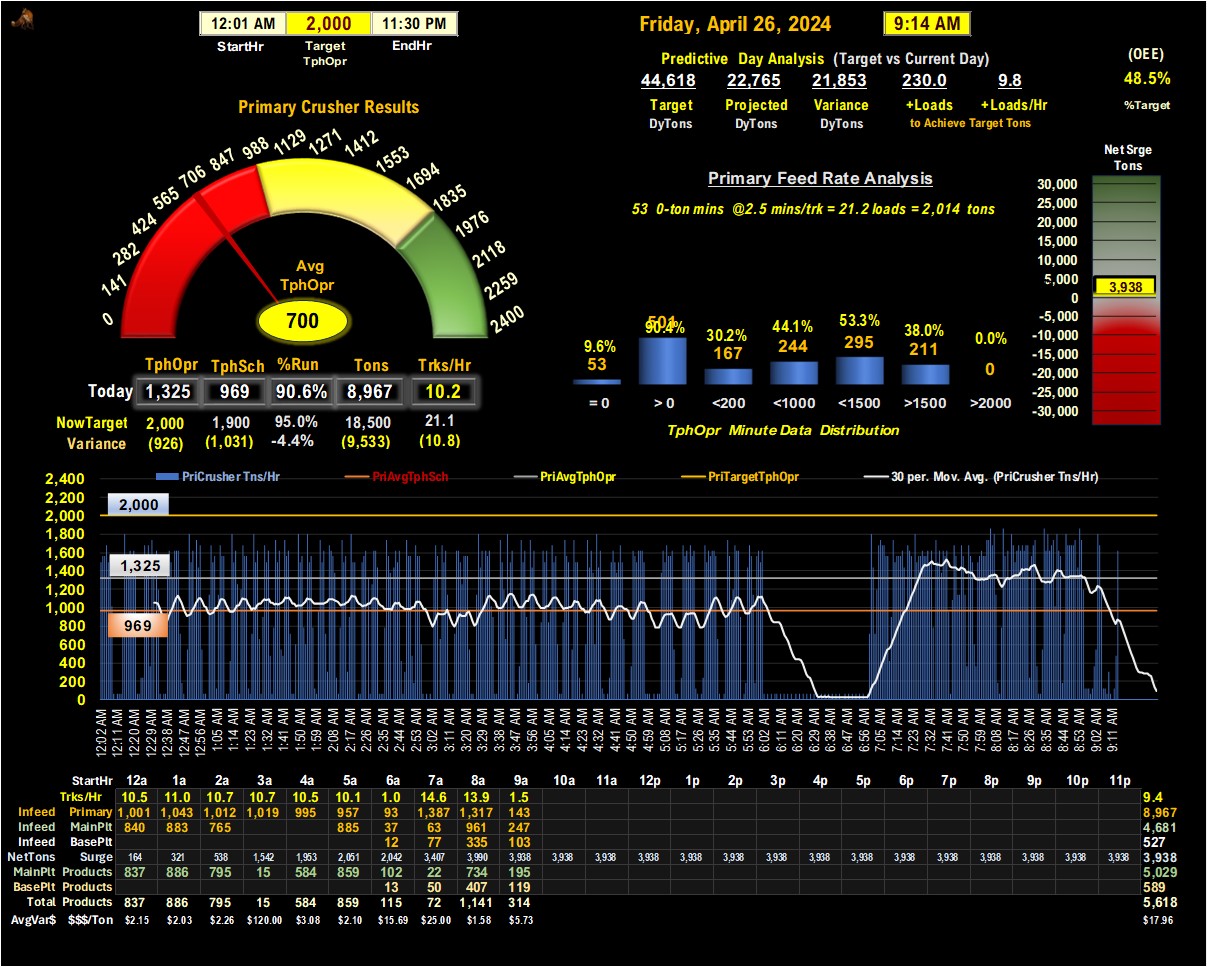 12:01 AM 2,000 11:30 PM
StartHr Target TphOpr EndHr
Friday, April 26, 2024 9:14 AM
Predictive Day Analysis (Target vs Current Day)
44,618 22,765 21,853 230.0 9.8
Target Projected Variance +Loads +Loads/Hr
DyTons DyTons DyTons to Achieve Target Tons
(OEE)
48.5%
%Target
Primary Crusher Results
0 141 282 424 565 706 847 988 1129 1271 1412 1553 1694 1835 1976 2118 2259 2400
Avg
TphOpr
700
TphOpr TphSch %Run Tons Trks/Hr
Today 1,325 969 90.6% 8,967 10.2
NowTarget 2,000 1,900 95.0% 18,500 21.1
Variance (926) (1,031) -4.4% (9,533) (10.8)
Primary Feed Rate Analysis
53 0-ton mins @2.5 mins/trk = 21.2 loads = 2,014 tons
9.6% 90.4% 30.2% 44.1% 53.3% 38.0% 0.0%
53 501 167 244 295 211 0
= 0 > 0 <200 <1000 <1500 >1500 >2000
TphOpr Minute Data Distribution
Net Srge
Tons
30,000
25,000
20,000
15,000
10,000
5,000
3,938
0
-5,000
-10,000
-15,000
-20,000
-25,000
-30,000
PriCrusher Tns/Hr PriAvgTphSch PriAvgTphOpr PriTargetTphOpr 30 per. Mov. Avg. (PriCrusher Tns/Hr)
2,400
2,200
2,000
1,800
1,600
1,400
1,200
1,000
800
600
400
200
0
2,000
1,325
969
12:02 AM 12:11 AM 12:20 AM 12:29 AM 12:38 AM 12:47 AM 12:56 AM 1:05 AM 1:14 AM 1:23 AM 1:32 AM 1:41 AM 1:50 AM 1:59 AM 2:08 AM 2:17 AM 2:26 AM 2:35 AM 2:44 AM 2:53 AM 3:02 AM 3:11 AM 3:20 AM 3:29 AM 3:38 AM 3:47 AM 3:56 AM 4:05 AM 4:14 AM 4:23 AM 4:32 AM 4:41 AM 4:50 AM 4:59 AM 5:08 AM 5:17 AM 5:26 AM 5:35 AM 5:44 AM 5:53 AM 6:02 AM 6:11 AM 6:20 AM 6:29 AM 6:38 AM 6:47 AM 6:56 AM 7:05 AM 7:14 AM 7:23 AM 7:32 AM 7:41 AM 7:50 AM 7:59 AM 8:08 AM 8:17 AM 8:26 AM 8:35 AM 8:44 AM 8:53 AM 9:02 AM 9:11 AM
StartHr 12a 1a 2a 3a 4a 5a 6a 7a 8a 9a 10a 11a 12p 1p 2p 3p 4p 5p 6p 7p 8p 9p 10p 11p
Trks/Hr 10.5 11.0 10.7 10.7 10.5 10.1 1.0 14.6 13.9 1.5 9.4
Infeed Primary 1,001 1,043 1,012 1,019 995 957 93 1,387 1,317 143 8,967
Infeed MainPlt 840 883 765 885 37 63 961 247 4,681
Infeed BasePlt 12 77 335 103 527
NetTons Surge 164 321 538 1,542 1,953 2,051 2,042 3,407 3,990 3,938 3,938 3,938 3,938 3,938 3,938 3,938 3,938 3,938 3,938 3,938 3,938 3,938 3,938 3,938 3,938
MainPlt Products 837 886 795 15 584 859 102 22 734 195 5,029
BasePlt Products 13 50 407 119 589
Total Products 837 886 795 15 584 859 115 72 1,141 314 5,618
AvgVar$ $$$/Ton $2.15 $2.03 $2.26 $120.00 $3.08 $2.10 $15.69 $25.00 $1.58 $5.73 $17.96